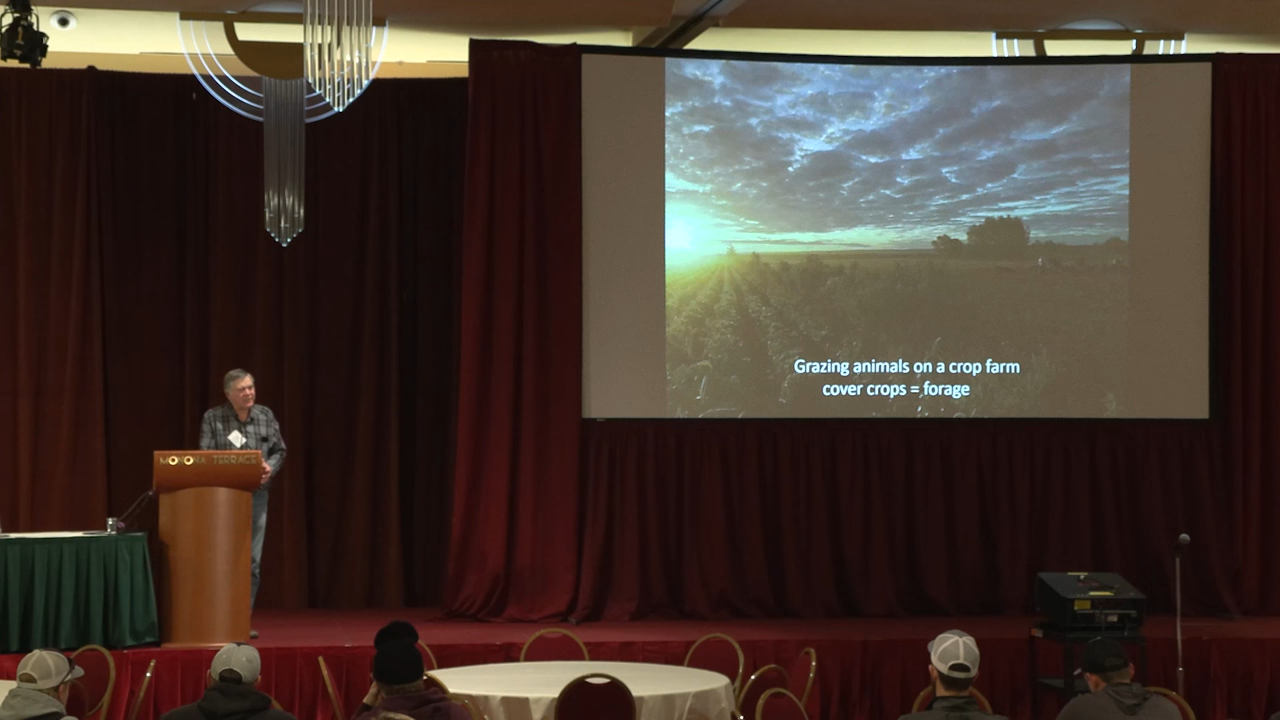 Grazing animals on a crop farm
cover crops = forage
MONONA TERRACE